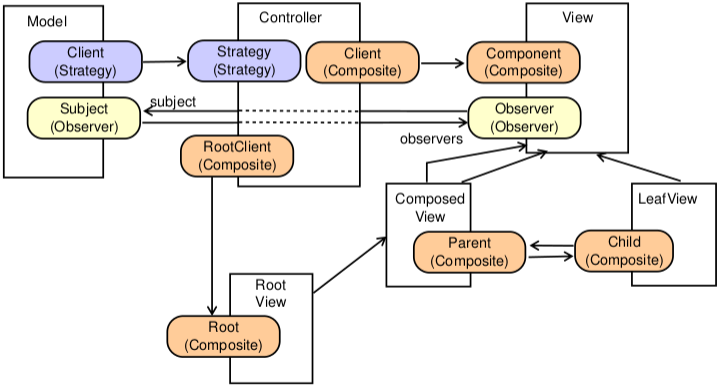 Model
Controller
View
Client
(Strategy)
Strategy
(Strategy)
Client
(Composite)
Component
(Composite)
Subject
(Observer)
subject
Observer
(Observer)
observers
RootClient
(Composite)
Composed
View
LeafView
Parent
(Composite)
Child
(Composite)
Root
View
Root
(Composite)